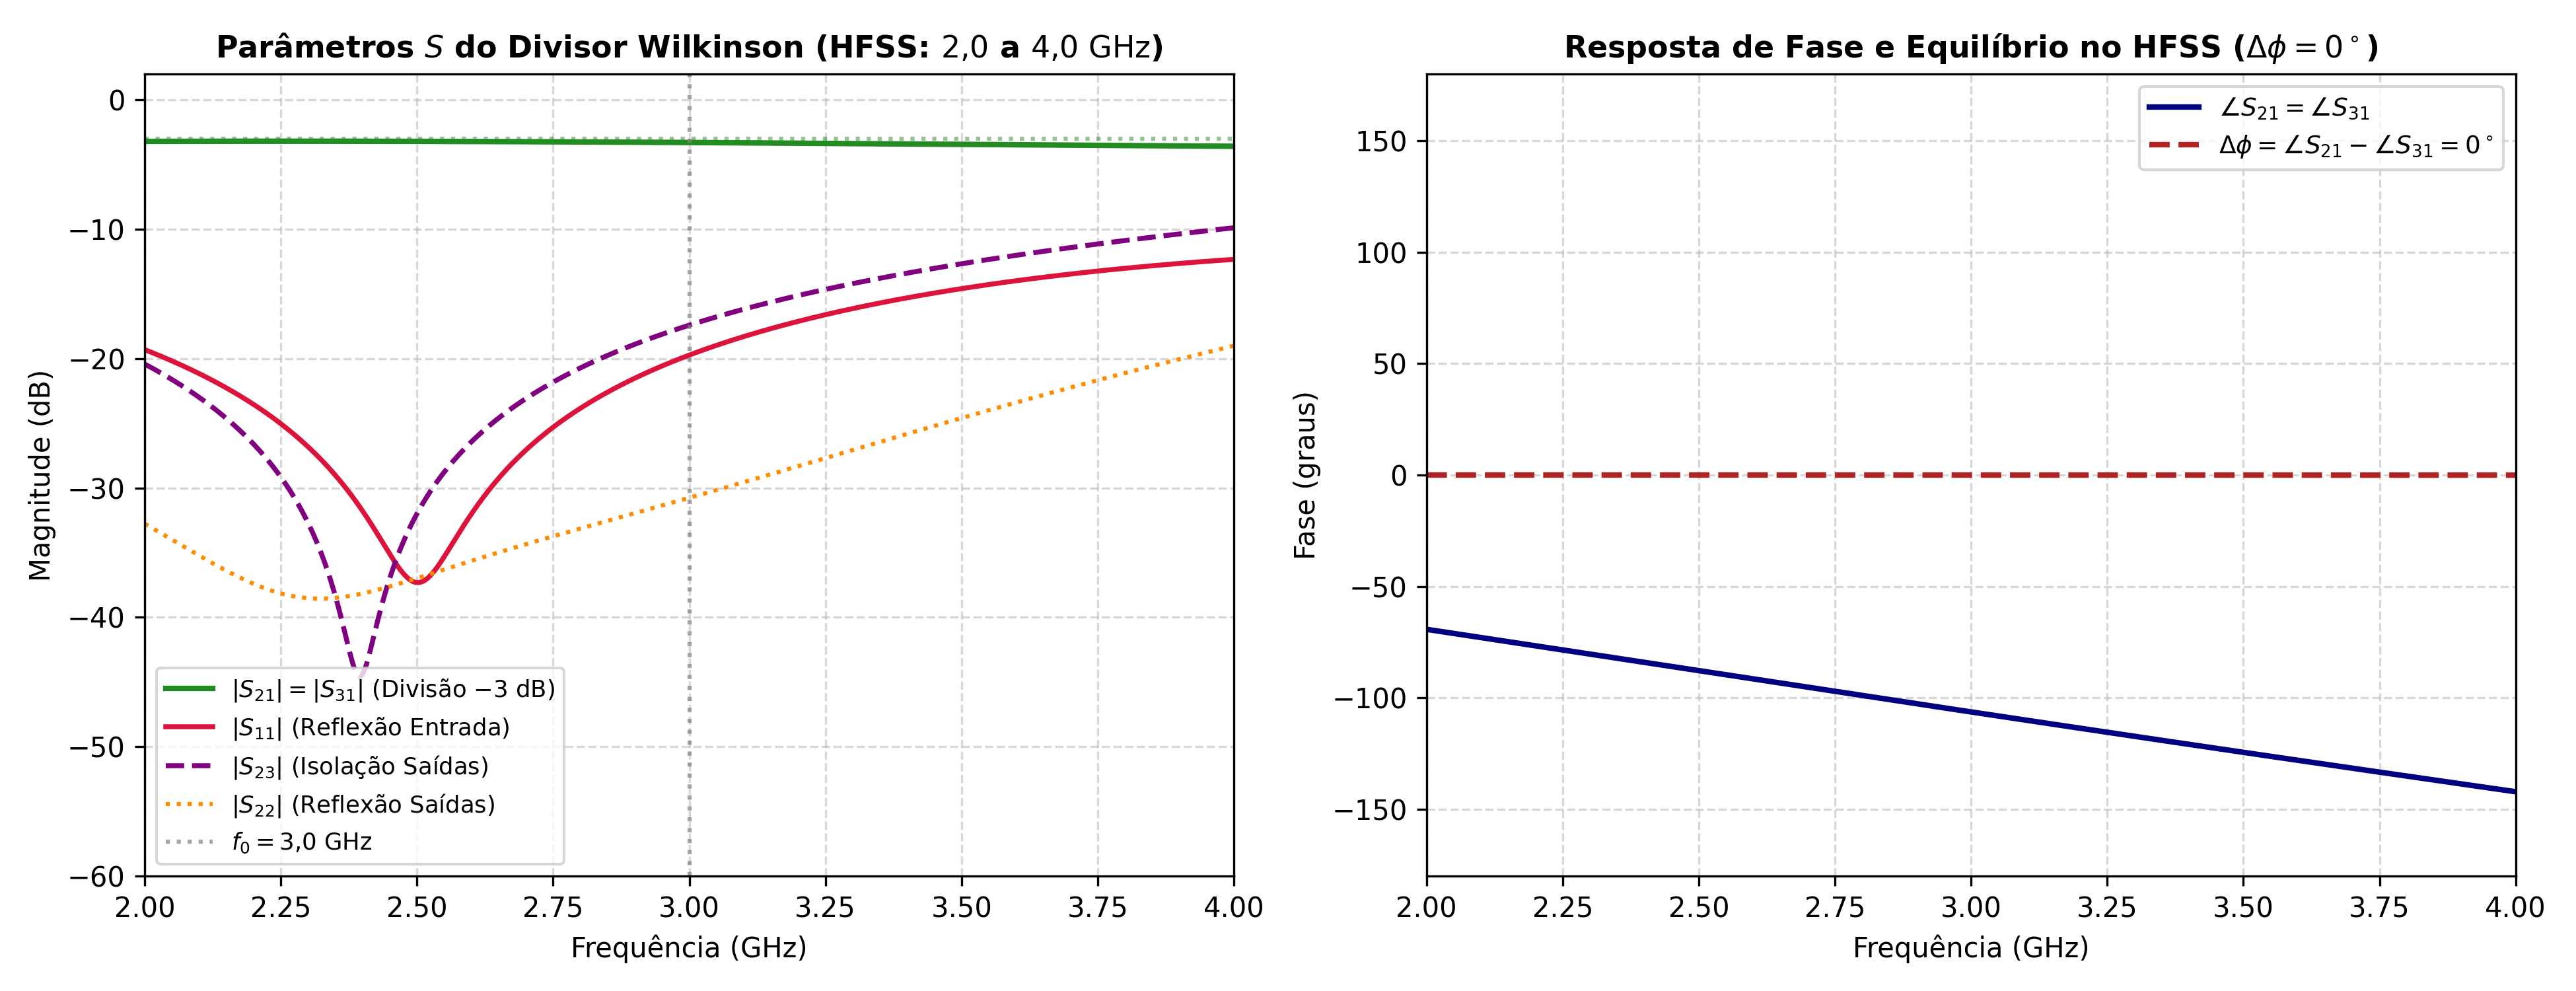 Parâmetros S do Divisor Wilkinson (HFSS: 2,0 a 4,0 GHz)
0
−10
−20
−30
−40
−50
−60
Magnitude (dB)
|S21| = |S31| (Divisão −3 dB)
|S11| (Reflexão Entrada)
|S23| (Isolação Saídas)
|S22| (Reflexão Saídas)
f0 = 3,0 GHz
2.00 2.25 2.50 2.75 3.00 3.25 3.50 3.75 4.00
Frequência (GHz)
Resposta de Fase e Equilíbrio no HFSS (Δϕ = 0°)
150
100
50
0
−50
−100
−150
Fase (graus)
∠S21 = ∠S31
Δϕ = ∠S21 − ∠S31 = 0°
2.00 2.25 2.50 2.75 3.00 3.25 3.50 3.75 4.00
Frequência (GHz)